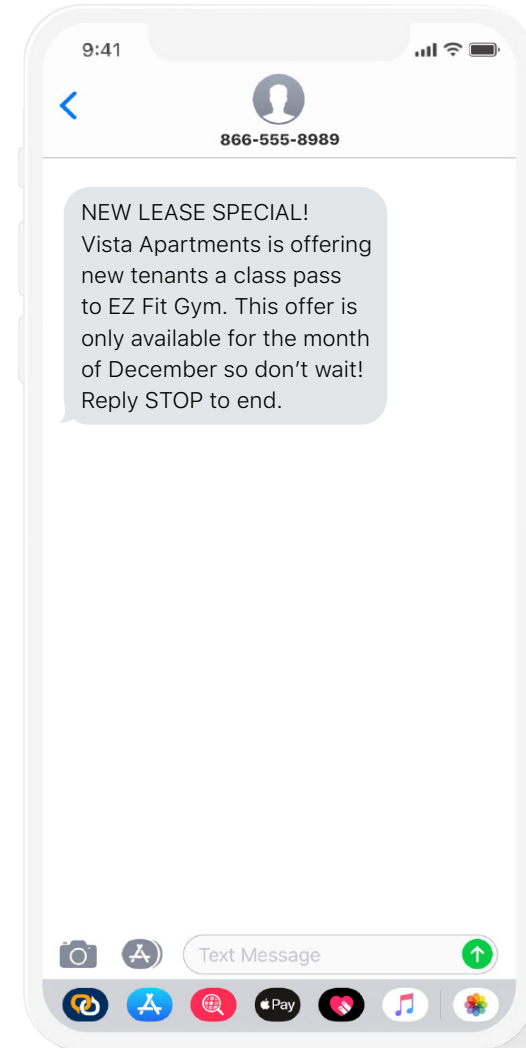 9:41
866-555-8989
NEW LEASE SPECIAL!
Vista Apartments is offering
new tenants a class pass
to EZ Fit Gym. This offer is
only available for the month
of December so don’t wait!
Reply STOP to end.
Text Message
Pay